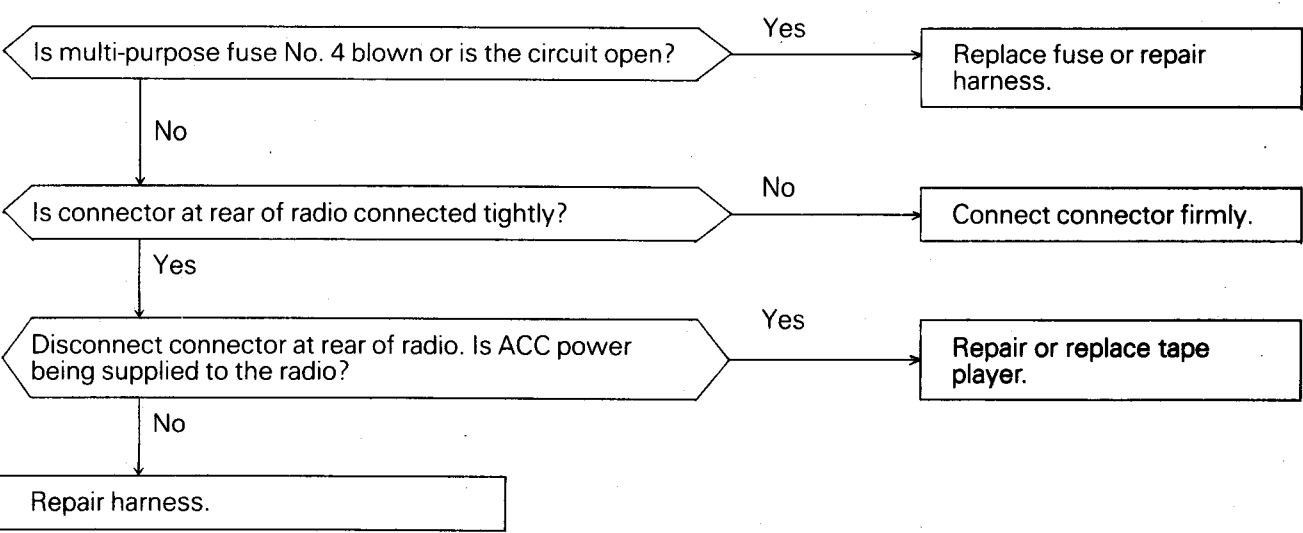 Is multi-purpose fuse No. 4 blown or is the circuit open?
Yes
Replace fuse or repair
harness.
No
Is connector at rear of radio connected tightly?
No
Connect connector firmly.
Yes
Disconnect connector at rear of radio. Is ACC power
being supplied to the radio?
Yes
Repair or replace tape
player.
No
Repair harness.